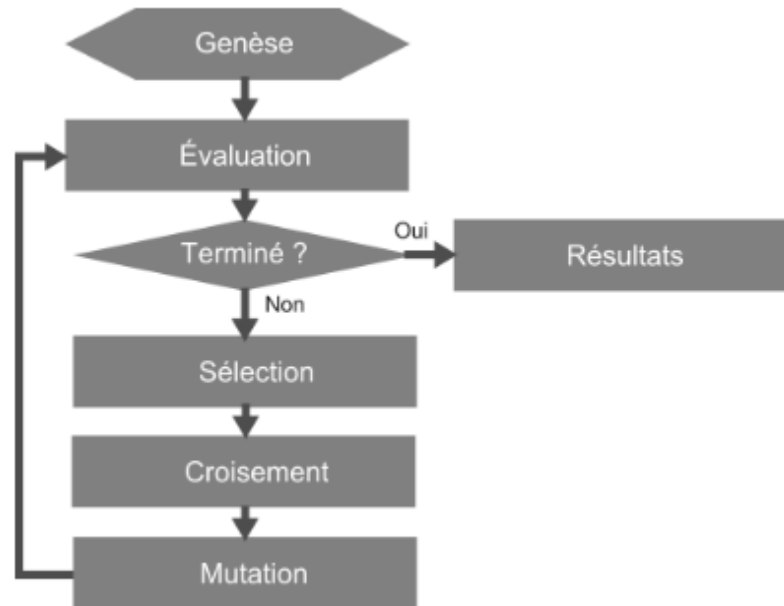 Genèse
Évaluation
Terminé ?
Oui
Résultats
Non
Sélection
Croisement
Mutation